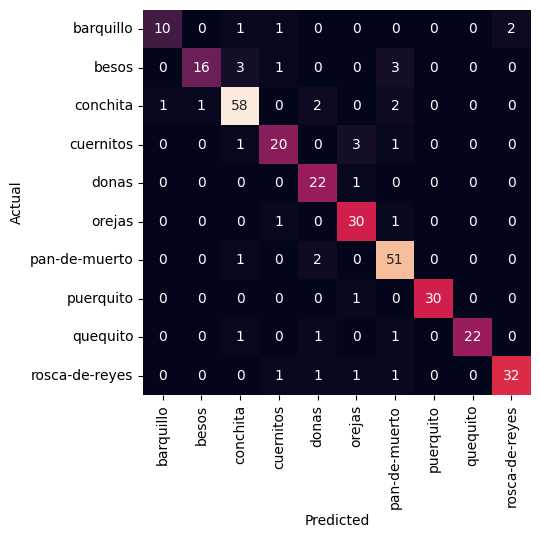 Actual
barquillo 10 0 1 1 0 0 0 0 0 2
besos 0 16 3 1 0 0 3 0 0 0
conchita 1 1 58 0 2 0 2 0 0 0
cuernitos 0 0 1 20 0 3 1 0 0 0
donas 0 0 0 0 22 1 0 0 0 0
orejas 0 0 0 1 0 30 1 0 0 0
pan-de-muerto 0 0 1 0 2 0 51 0 0 0
puerquito 0 0 0 0 0 1 0 30 0 0
quequito 0 0 1 0 1 0 1 0 22 0
rosca-de-reyes 0 0 0 1 1 1 1 0 0 32
barquillo besos conchita cuernitos donas orejas pan-de-muerto puerquito quequito rosca-de-reyes
Predicted